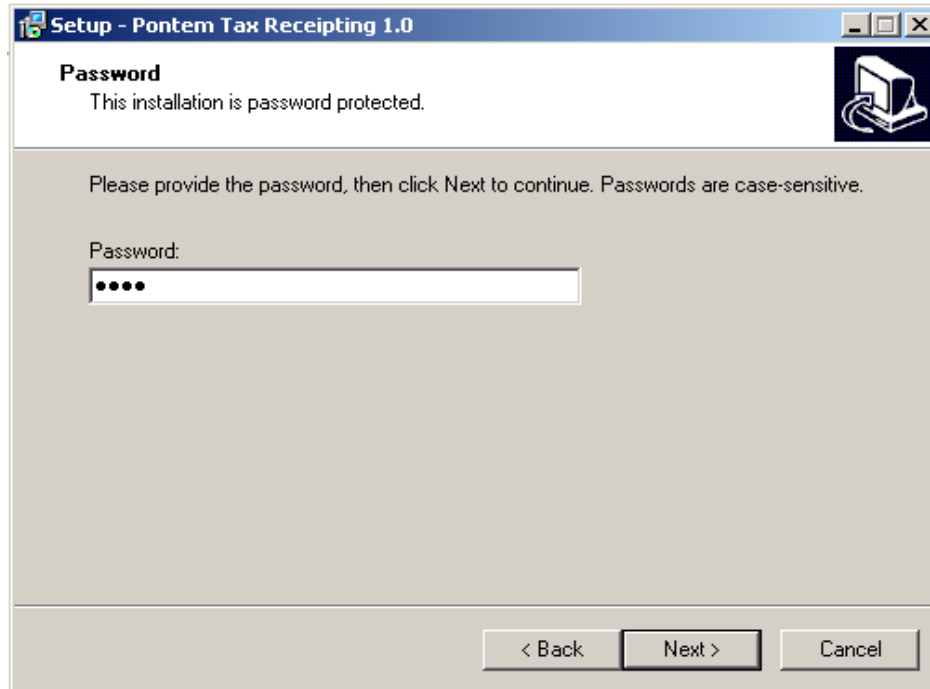 Setup - Pontem Tax Receipting 1.0
Password
This installation is password protected.
Please provide the password, then click Next to continue. Passwords are case-sensitive.
Password:
••••
< Back Next > Cancel